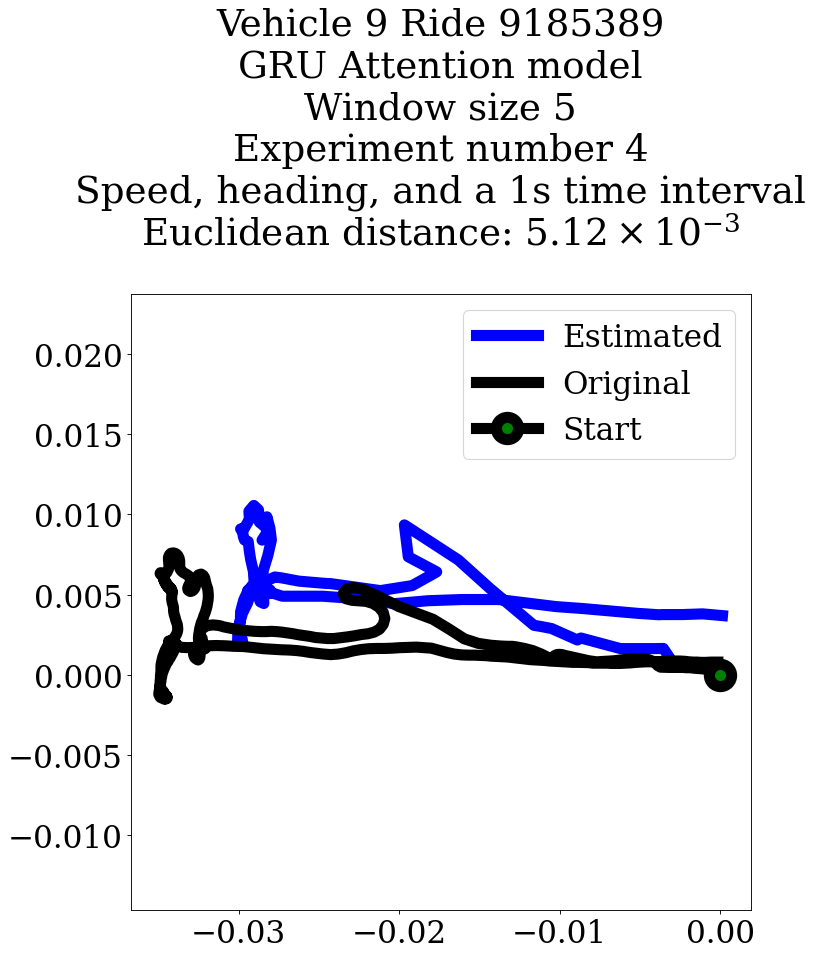 Vehicle 9 Ride 9185389
GRU Attention model
Window size 5
Experiment number 4
Speed, heading, and a 1s time interval
Euclidean distance: 5.12 × 10⁻³
Estimated
Original
Start
0.020
0.015
0.010
0.005
0.000
−0.005
−0.010
−0.03 −0.02 −0.01 0.00